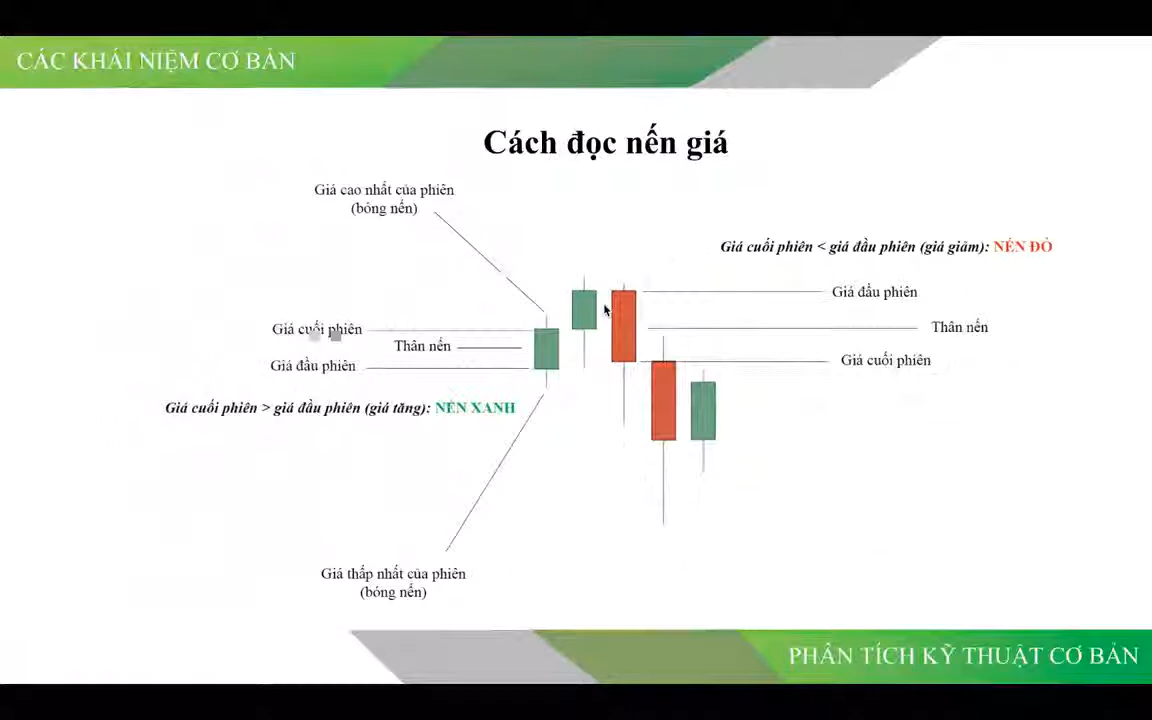 CÁC KHÁI NIỆM CƠ BẢN
Cách đọc nến giá
Giá cao nhất của phiên
(bóng nến)
Giá cuối phiên < giá đầu phiên (giá giảm): NẾN ĐỎ
Giá đầu phiên
Thân nến
Giá cuối phiên
Giá cuối phiên
Thân nến
Giá đầu phiên
Giá cuối phiên > giá đầu phiên (giá tăng): NẾN XANH
Giá thấp nhất của phiên
(bóng nến)
PHÂN TÍCH KỸ THUẬT CƠ BẢN